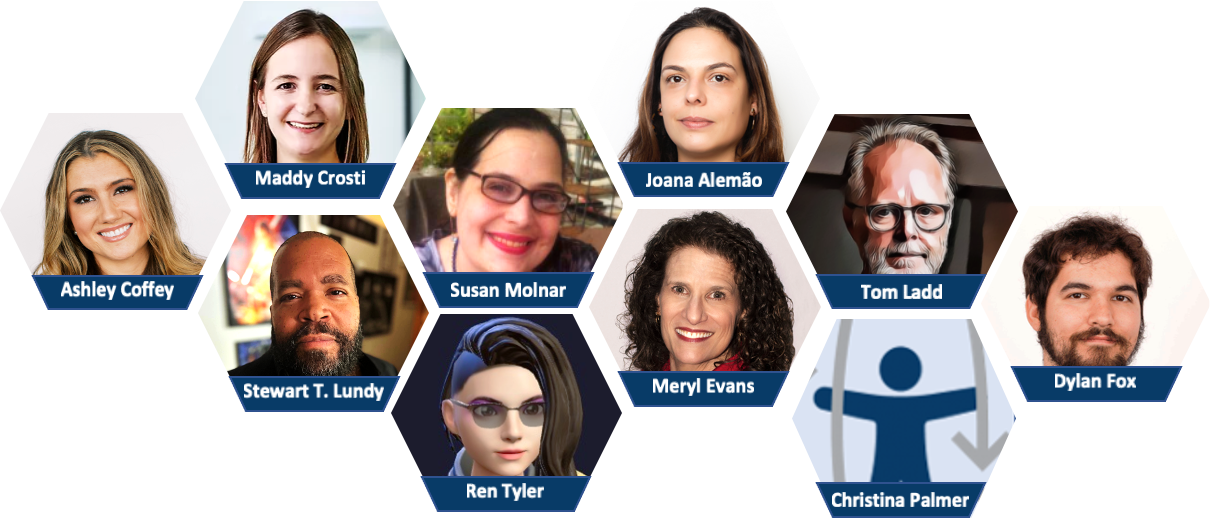 Maddy Crosti
Joana Alemão
Ashley Coffey
Susan Molnar
Tom Ladd
Stewart T. Lundy
Meryl Evans
Dylan Fox
Ren Tyler
Christina Palmer